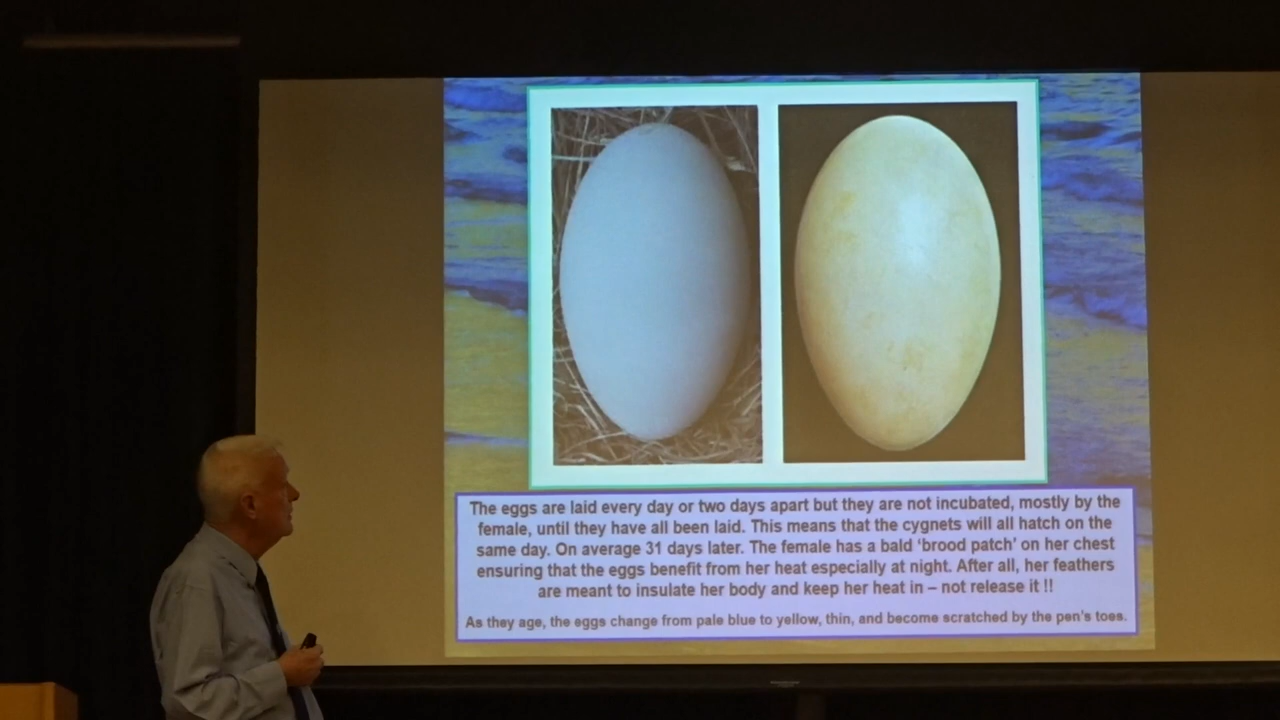 The eggs are laid every day or two days apart but they are not incubated, mostly by the
female, until they have all been laid. This means that the cygnets will all hatch on the
same day. On average 31 days later. The female has a bald ‘brood patch’ on her chest
ensuring that the eggs benefit from her heat especially at night. After all, her feathers
are meant to insulate her body and keep her heat in – not release it !!
As they age, the eggs change from pale blue to yellow, thin, and become scratched by the pen's toes.